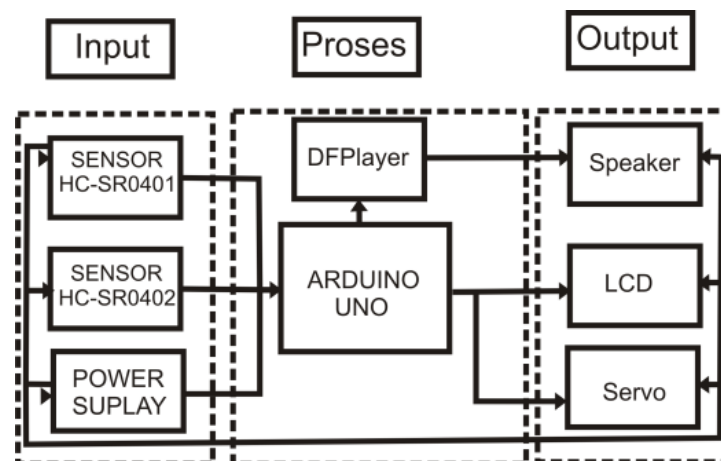 Input
Proses
Output
SENSOR
HC-SR0401
DFPlayer
Speaker
SENSOR
HC-SR0402
ARDUINO
UNO
LCD
POWER
SUPLAY
Servo